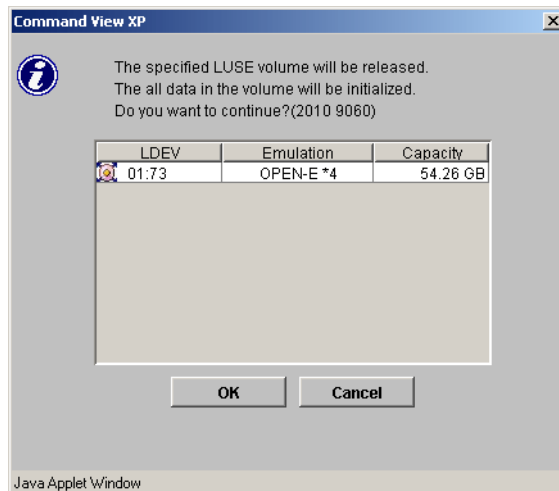 Command View XP
The specified LUSE volume will be released.
The all data in the volume will be initialized.
Do you want to continue?(2010 9060)
LDEV Emulation Capacity
01:73 OPEN-E *4 54.26 GB
OK Cancel
Java Applet Window